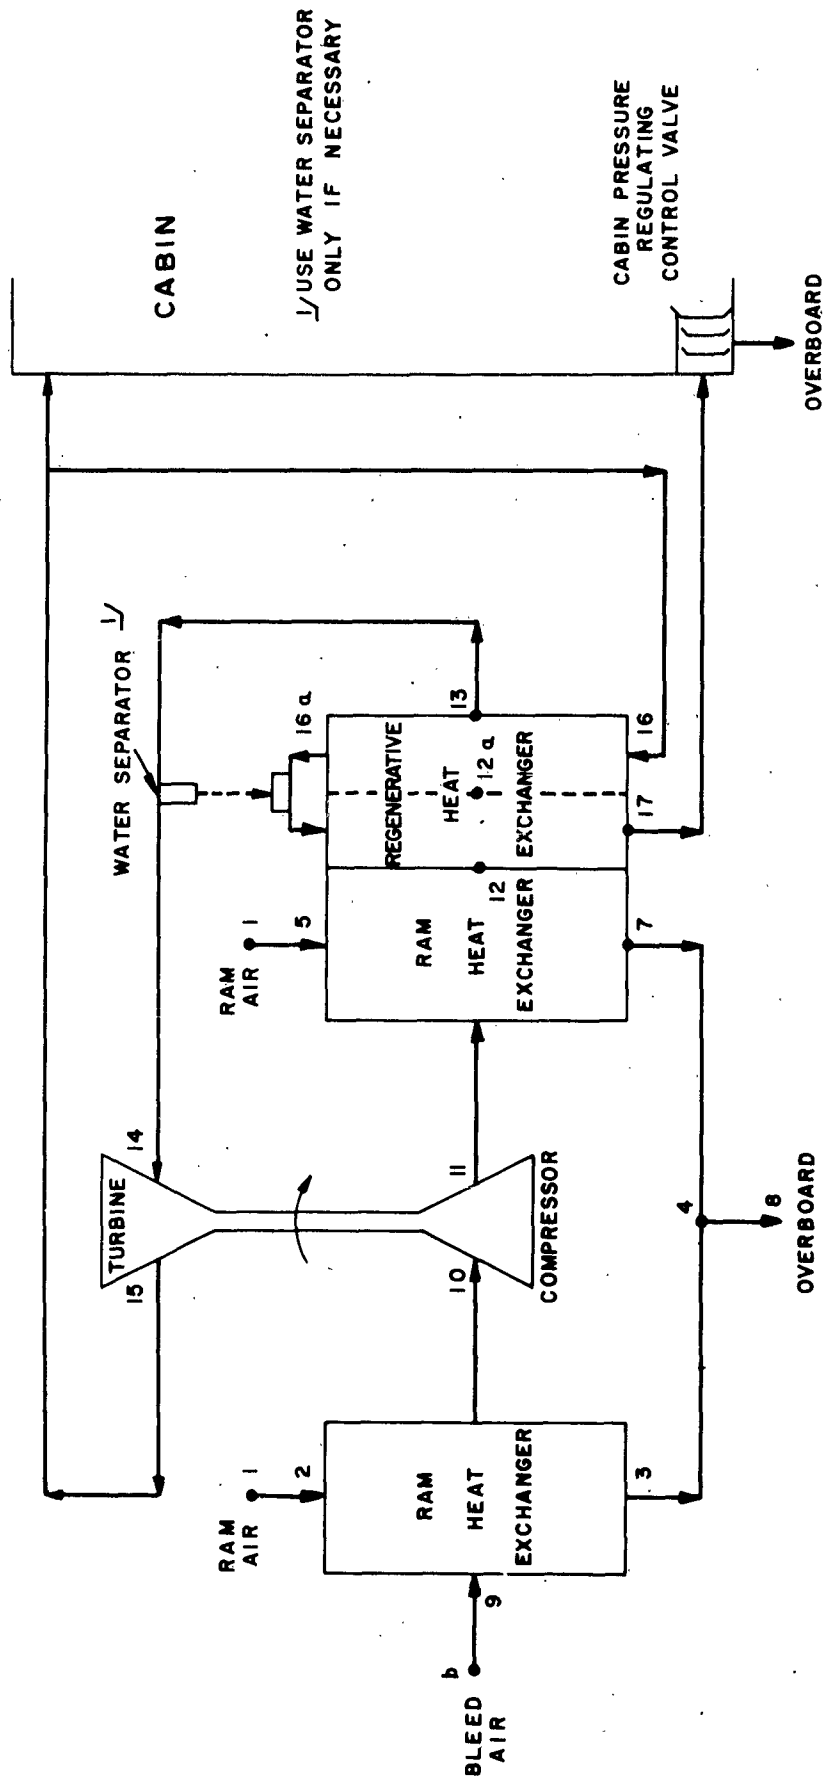 CABIN
1/ USE WATER SEPARATOR
ONLY IF NECESSARY
CABIN PRESSURE
REGULATING
CONTROL VALVE
OVERBOARD
WATER SEPARATOR 1/
16a
13
REGENERATIVE
HEAT
EXCHANGER
12a
16
17
12
RAM
AIR
1
5
RAM
HEAT
EXCHANGER
7
TURBINE
14
15
11
10
COMPRESSOR
4
8
OVERBOARD
RAM
AIR
1
2
RAM
HEAT
EXCHANGER
3
9
b
BLEED
AIR